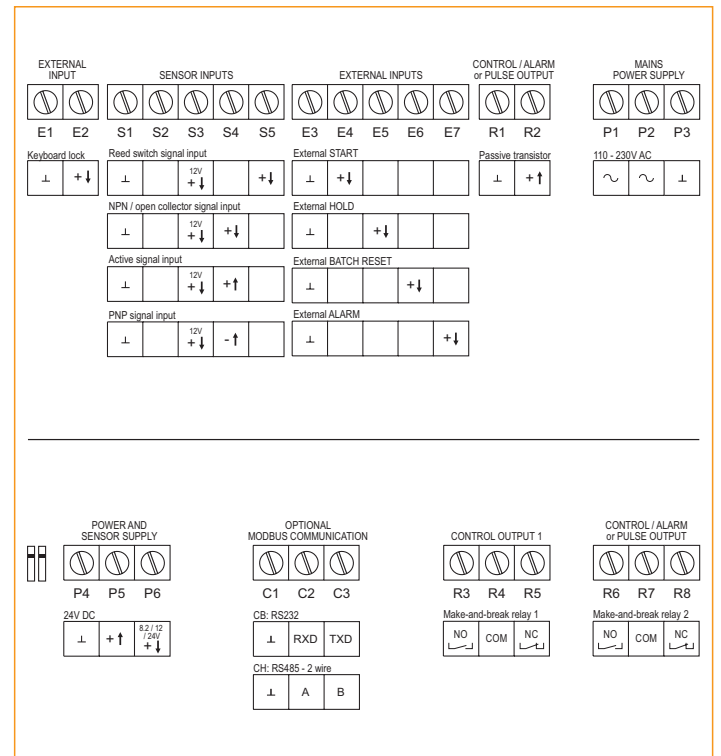 EXTERNAL
INPUT
SENSOR INPUTS
EXTERNAL INPUTS
CONTROL / ALARM
or PULSE OUTPUT
MAINS
POWER SUPPLY
E1 E2 S1 S2 S3 S4 S5 E3 E4 E5 E6 E7 R1 R2 P1 P2 P3
Keyboard lock
⊥ +↓
Reed switch signal input
⊥ 12V +↓ +↓
External START
⊥ +↓
Passive transistor
⊥ +↑
110 - 230V AC
∼ ∼ ⊥
NPN / open collector signal input
⊥ 12V +↓ +↓
External HOLD
⊥ +↓
Active signal input
⊥ 12V +↓ +↑
External BATCH RESET
⊥ +↓
PNP signal input
⊥ 12V +↓ -↑
External ALARM
⊥ +↓
POWER AND
SENSOR SUPPLY
OPTIONAL
MODBUS COMMUNICATION
CONTROL OUTPUT 1
CONTROL / ALARM
or PULSE OUTPUT
P4 P5 P6 C1 C2 C3 R3 R4 R5 R6 R7 R8
24V DC
⊥ +↑ 8.2 / 12
/ 24V
+↓
CB: RS232
⊥ RXD TXD
Make-and-break relay 1
NO COM NC
Make-and-break relay 2
NO COM NC
CH: RS485 - 2 wire
⊥ A B